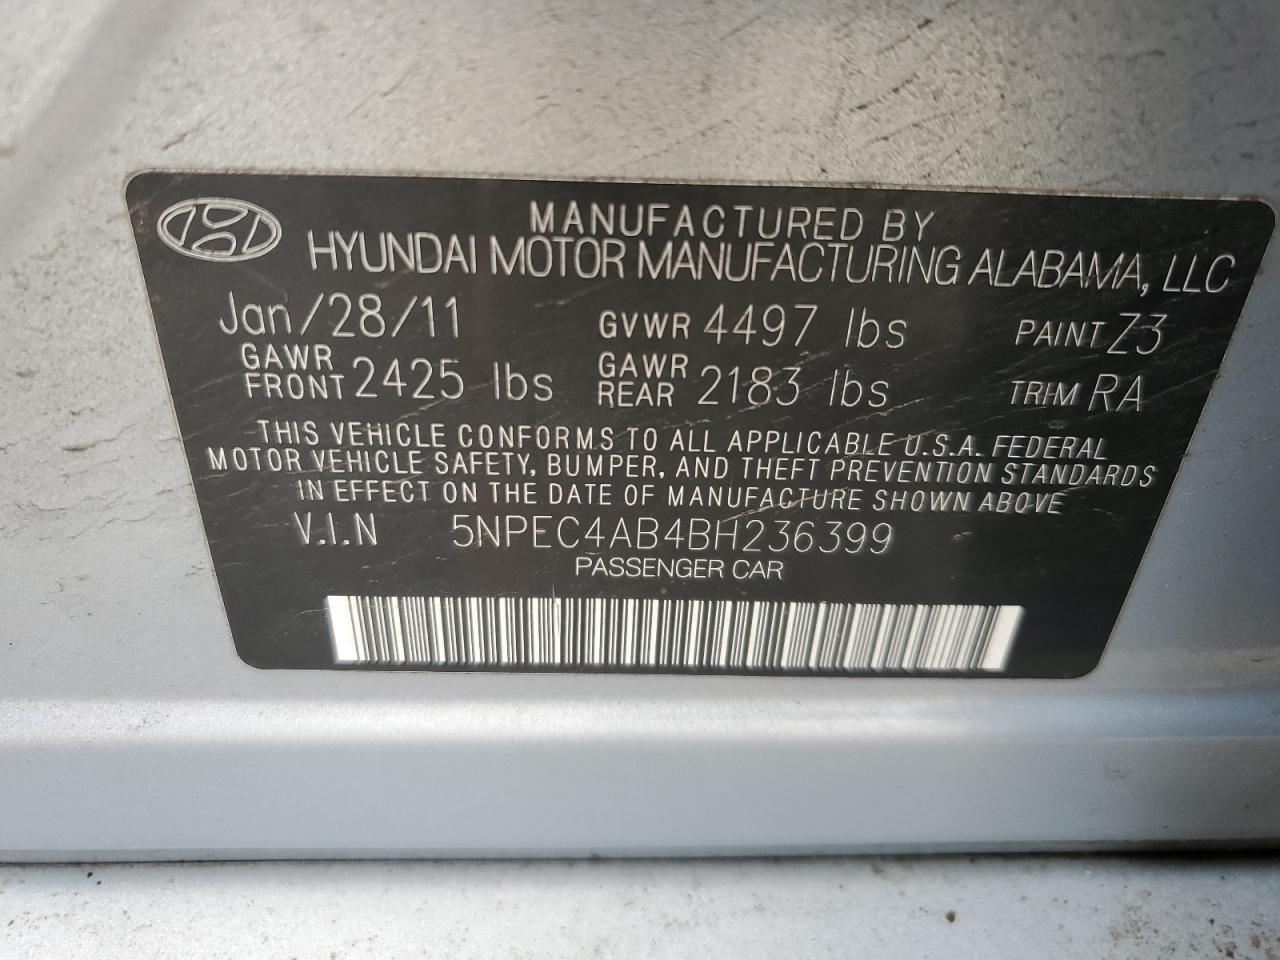 MANUFACTURED BY
HYUNDAI MOTOR MANUFACTURING ALABAMA, LLC
Jan/28/11 GVWR 4497 lbs PAINT Z3
GAWR FRONT 2425 lbs GAWR REAR 2183 lbs TRIM RA
THIS VEHICLE CONFORMS TO ALL APPLICABLE U.S.A. FEDERAL
MOTOR VEHICLE SAFETY, BUMPER, AND THEFT PREVENTION STANDARDS
IN EFFECT ON THE DATE OF MANUFACTURE SHOWN ABOVE
V.I.N 5NPEC4AB4BH236399
PASSENGER CAR